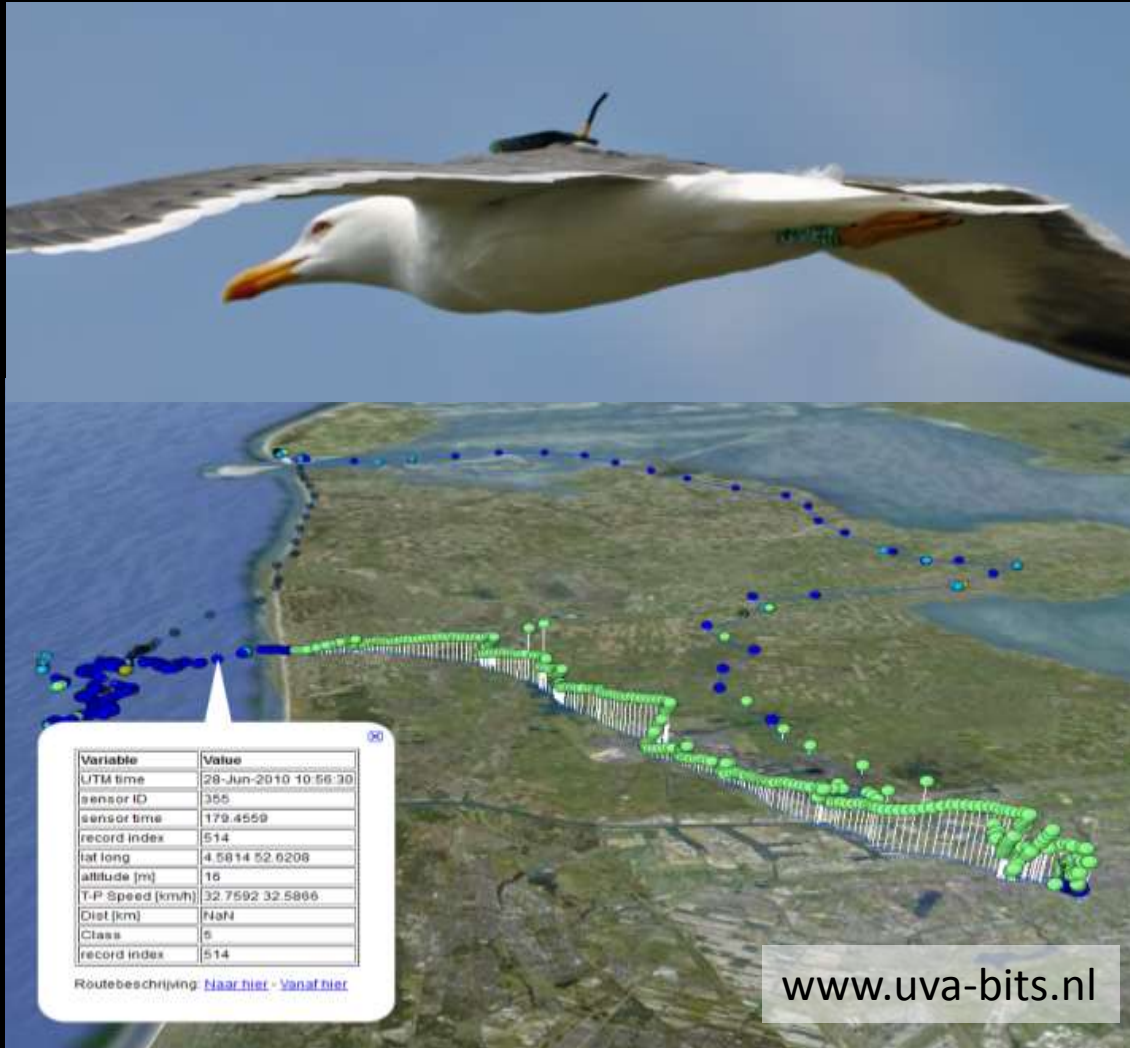 Variable Value
UTM time 28-Jun-2010 10:56:30
sensor ID 355
sensor time 179.4559
record index 514
lat long 4.5814 52.6208
altitude [m] 16
T-P Speed [km/h] 32.7592 32.5866
Dist [km] NaN
Class 5
record index 514
Routebeschrijving: Naar hier - Vanaf hier
www.uva-bits.nl